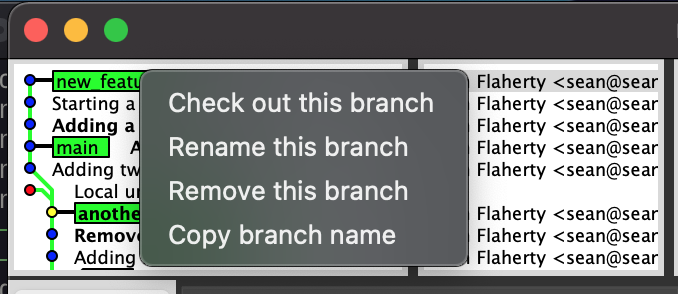 new_featu
Flaherty <sean@sear
Starting a
Flaherty <sean@sear
Adding a
Flaherty <sean@sear
main A
Flaherty <sean@sear
Adding tw
Flaherty <sean@sear
Local un
anothe
Flaherty <sean@sear
Remove
Flaherty <sean@sear
Adding
Flaherty <sean@sear
Check out this branch
Rename this branch
Remove this branch
Copy branch name